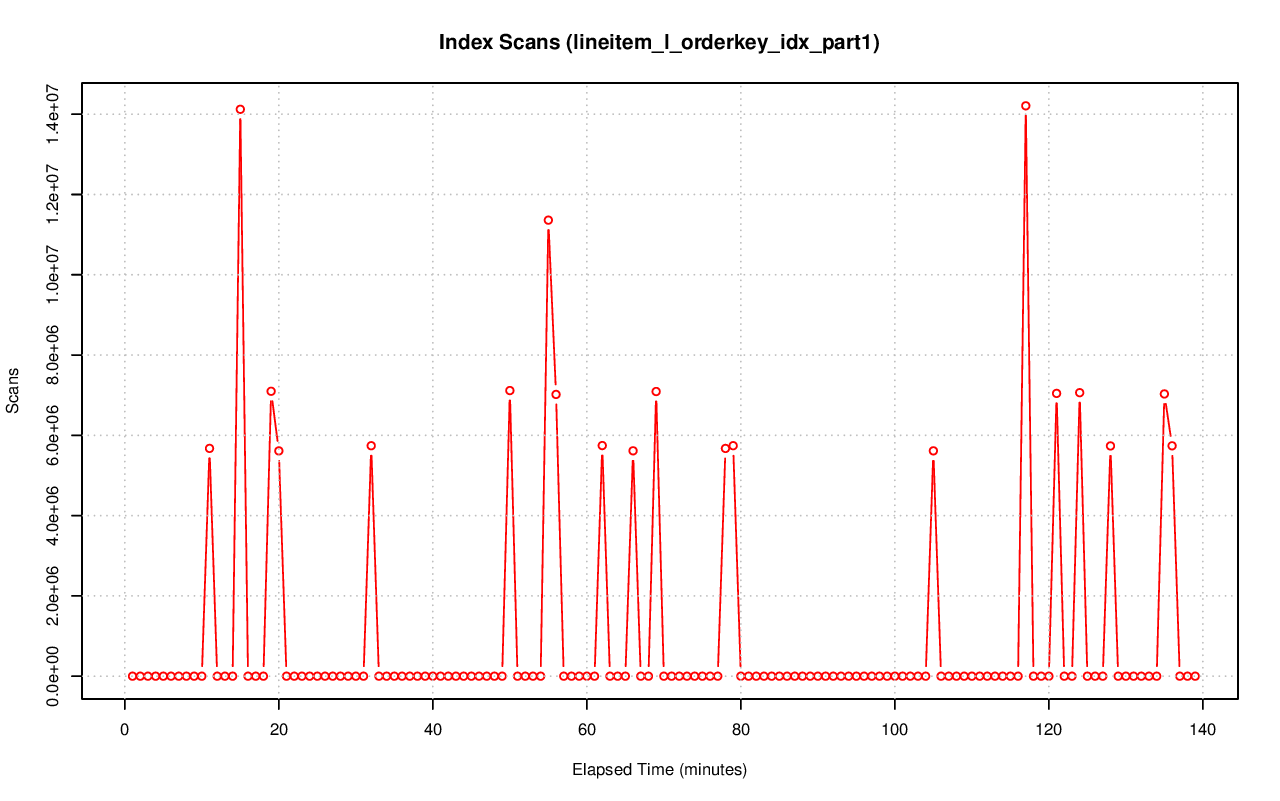 Index Scans (lineitem_l_orderkey_idx_part1)
Scans
1.4e+07
1.2e+07
1.0e+07
8.0e+06
6.0e+06
4.0e+06
2.0e+06
0.0e+00
0 20 40 60 80 100 120 140
Elapsed Time (minutes)